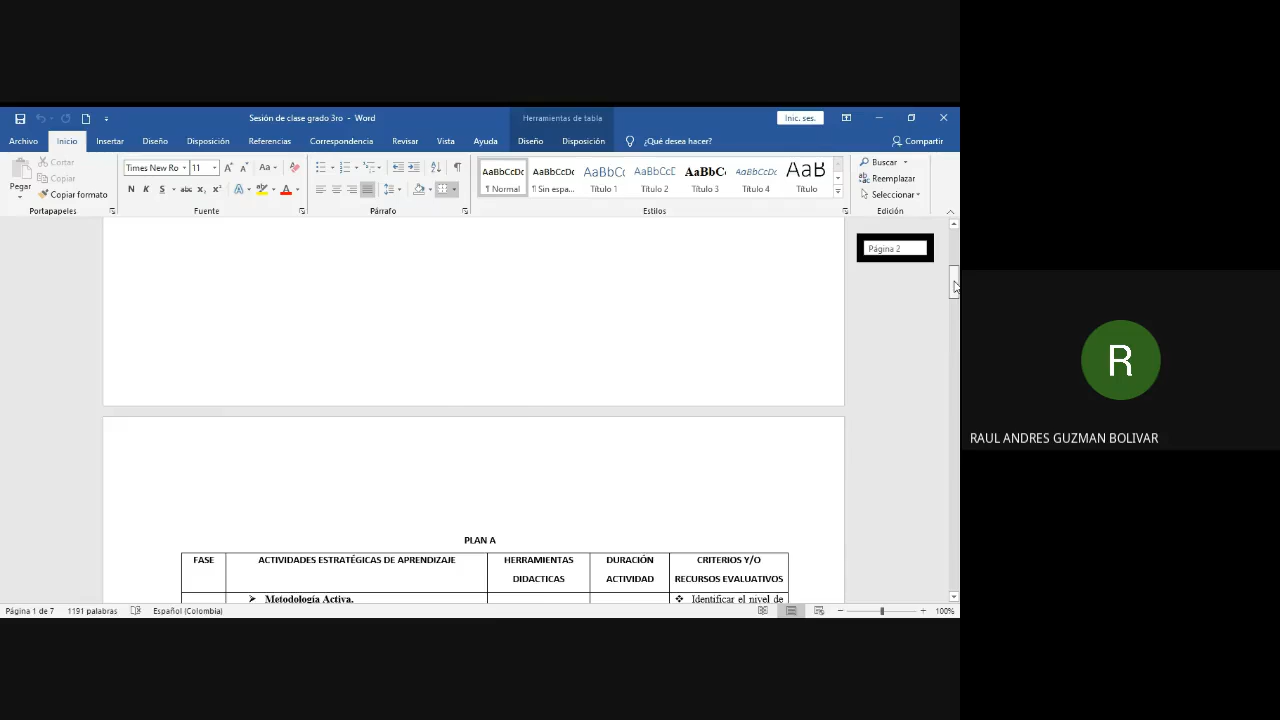 Sesión de clase grado 3ro - Word
Herramientas de tabla
Inic. ses.
Archivo Inicio Insertar Diseño Disposición Referencias Correspondencia Revisar Vista Ayuda Diseño Disposición ¿Qué desea hacer? Compartir
Pegar
Cortar
Copiar
Copiar formato
Portapapeles
Times New Ro 11
N K S abc x₂ x²
Fuente
Párrafo
AaBbCcDc AaBbCcDc AaBbCc AaBbCcC AaBbCc AaBbCcDc AaB
¶ Normal ¶ Sin espa... Título 1 Título 2 Título 3 Título 4 Título
Estilos
Buscar
Reemplazar
Seleccionar
Edición
Página 2
PLAN A
FASE ACTIVIDADES ESTRATÉGICAS DE APRENDIZAJE HERRAMIENTAS DIDACTICAS DURACIÓN ACTIVIDAD CRITERIOS Y/O RECURSOS EVALUATIVOS
➢ Metodología Activa.
❖ Identificar el nivel de
Página 1 de 7 1191 palabras Español (Colombia) 100%
R
RAUL ANDRES GUZMAN BOLIVAR